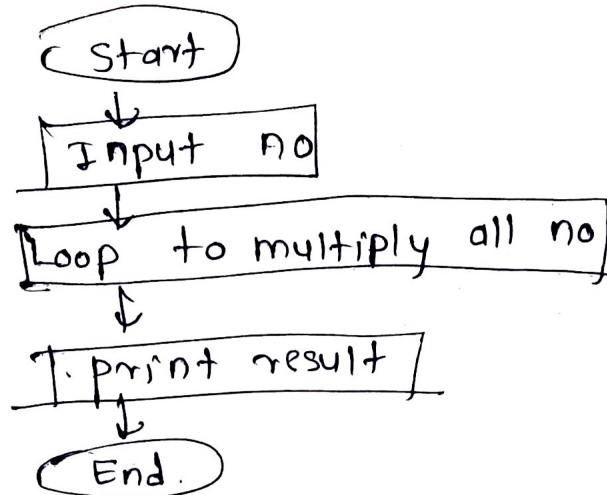 Start
Input no
Loop to multiply all no
print result
End.